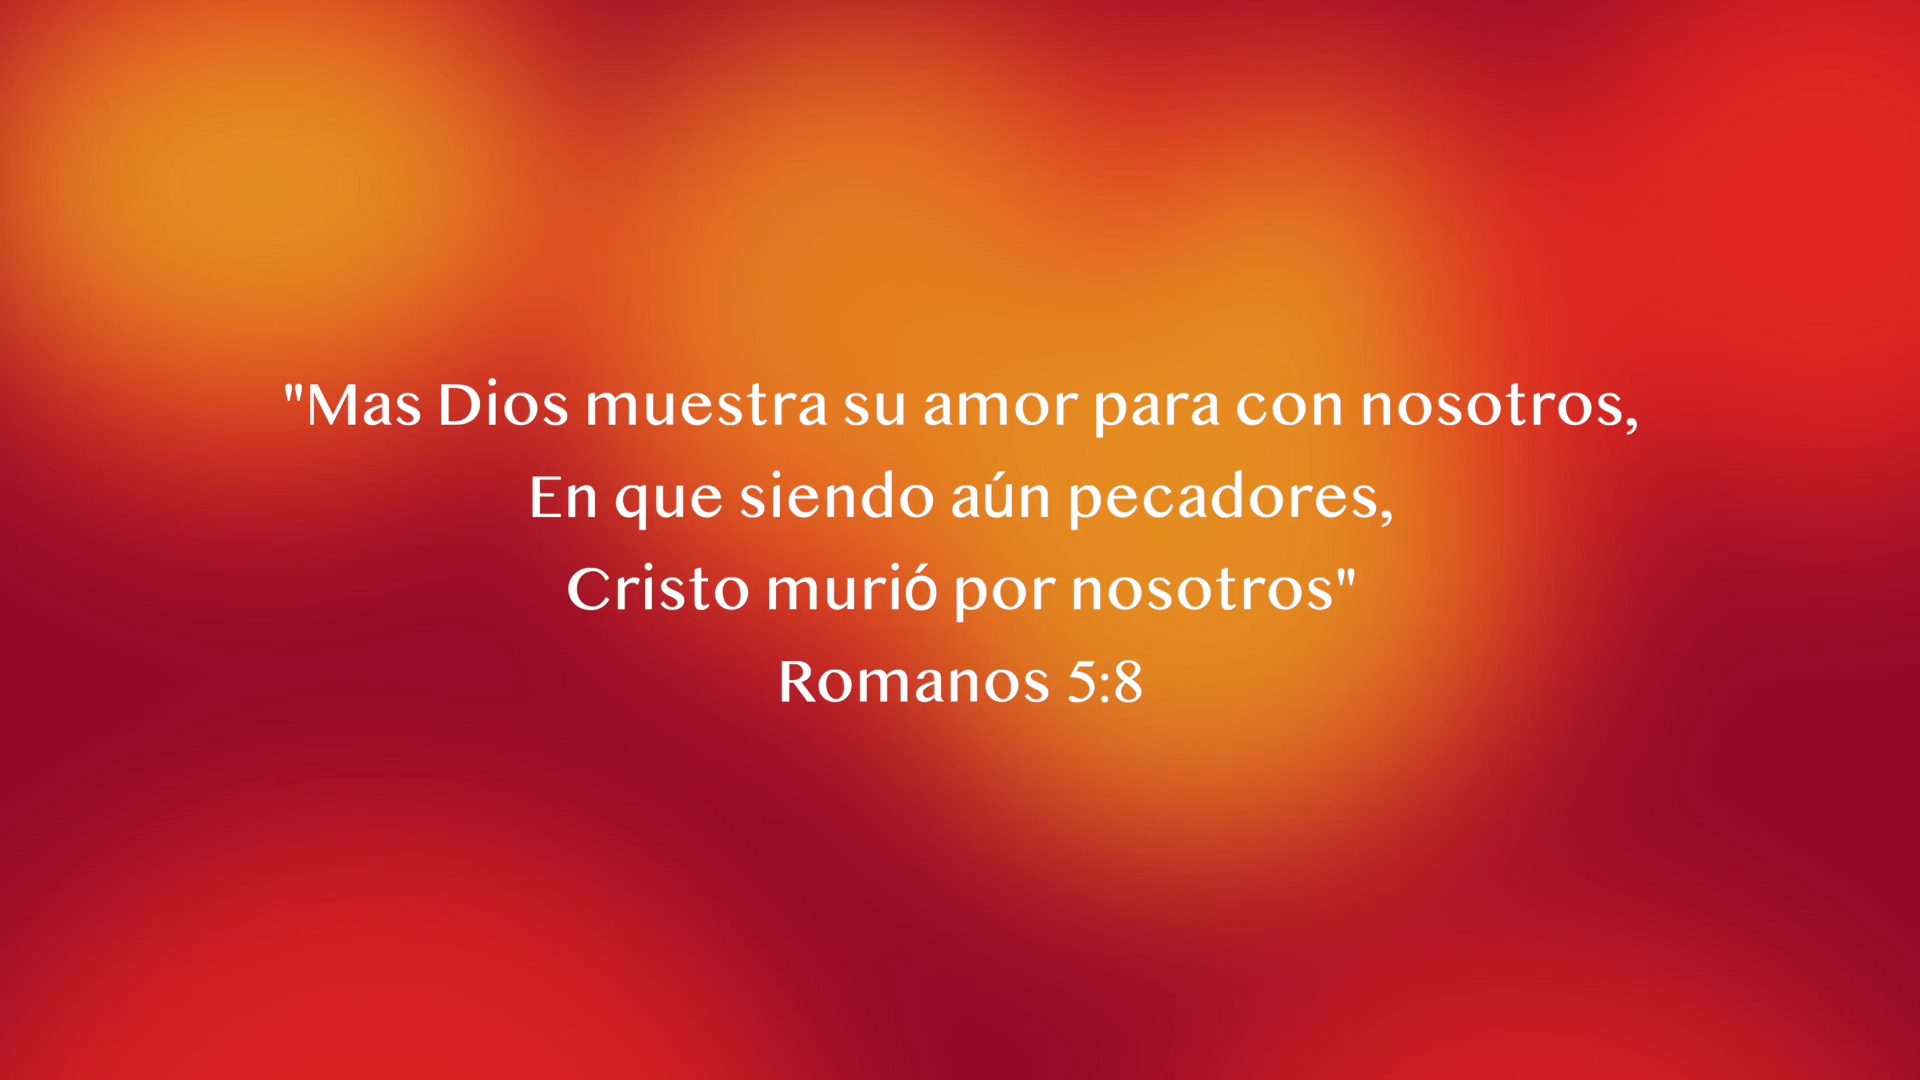 "Mas Dios muestra su amor para con nosotros,
En que siendo aún pecadores,
Cristo murió por nosotros"
Romanos 5:8